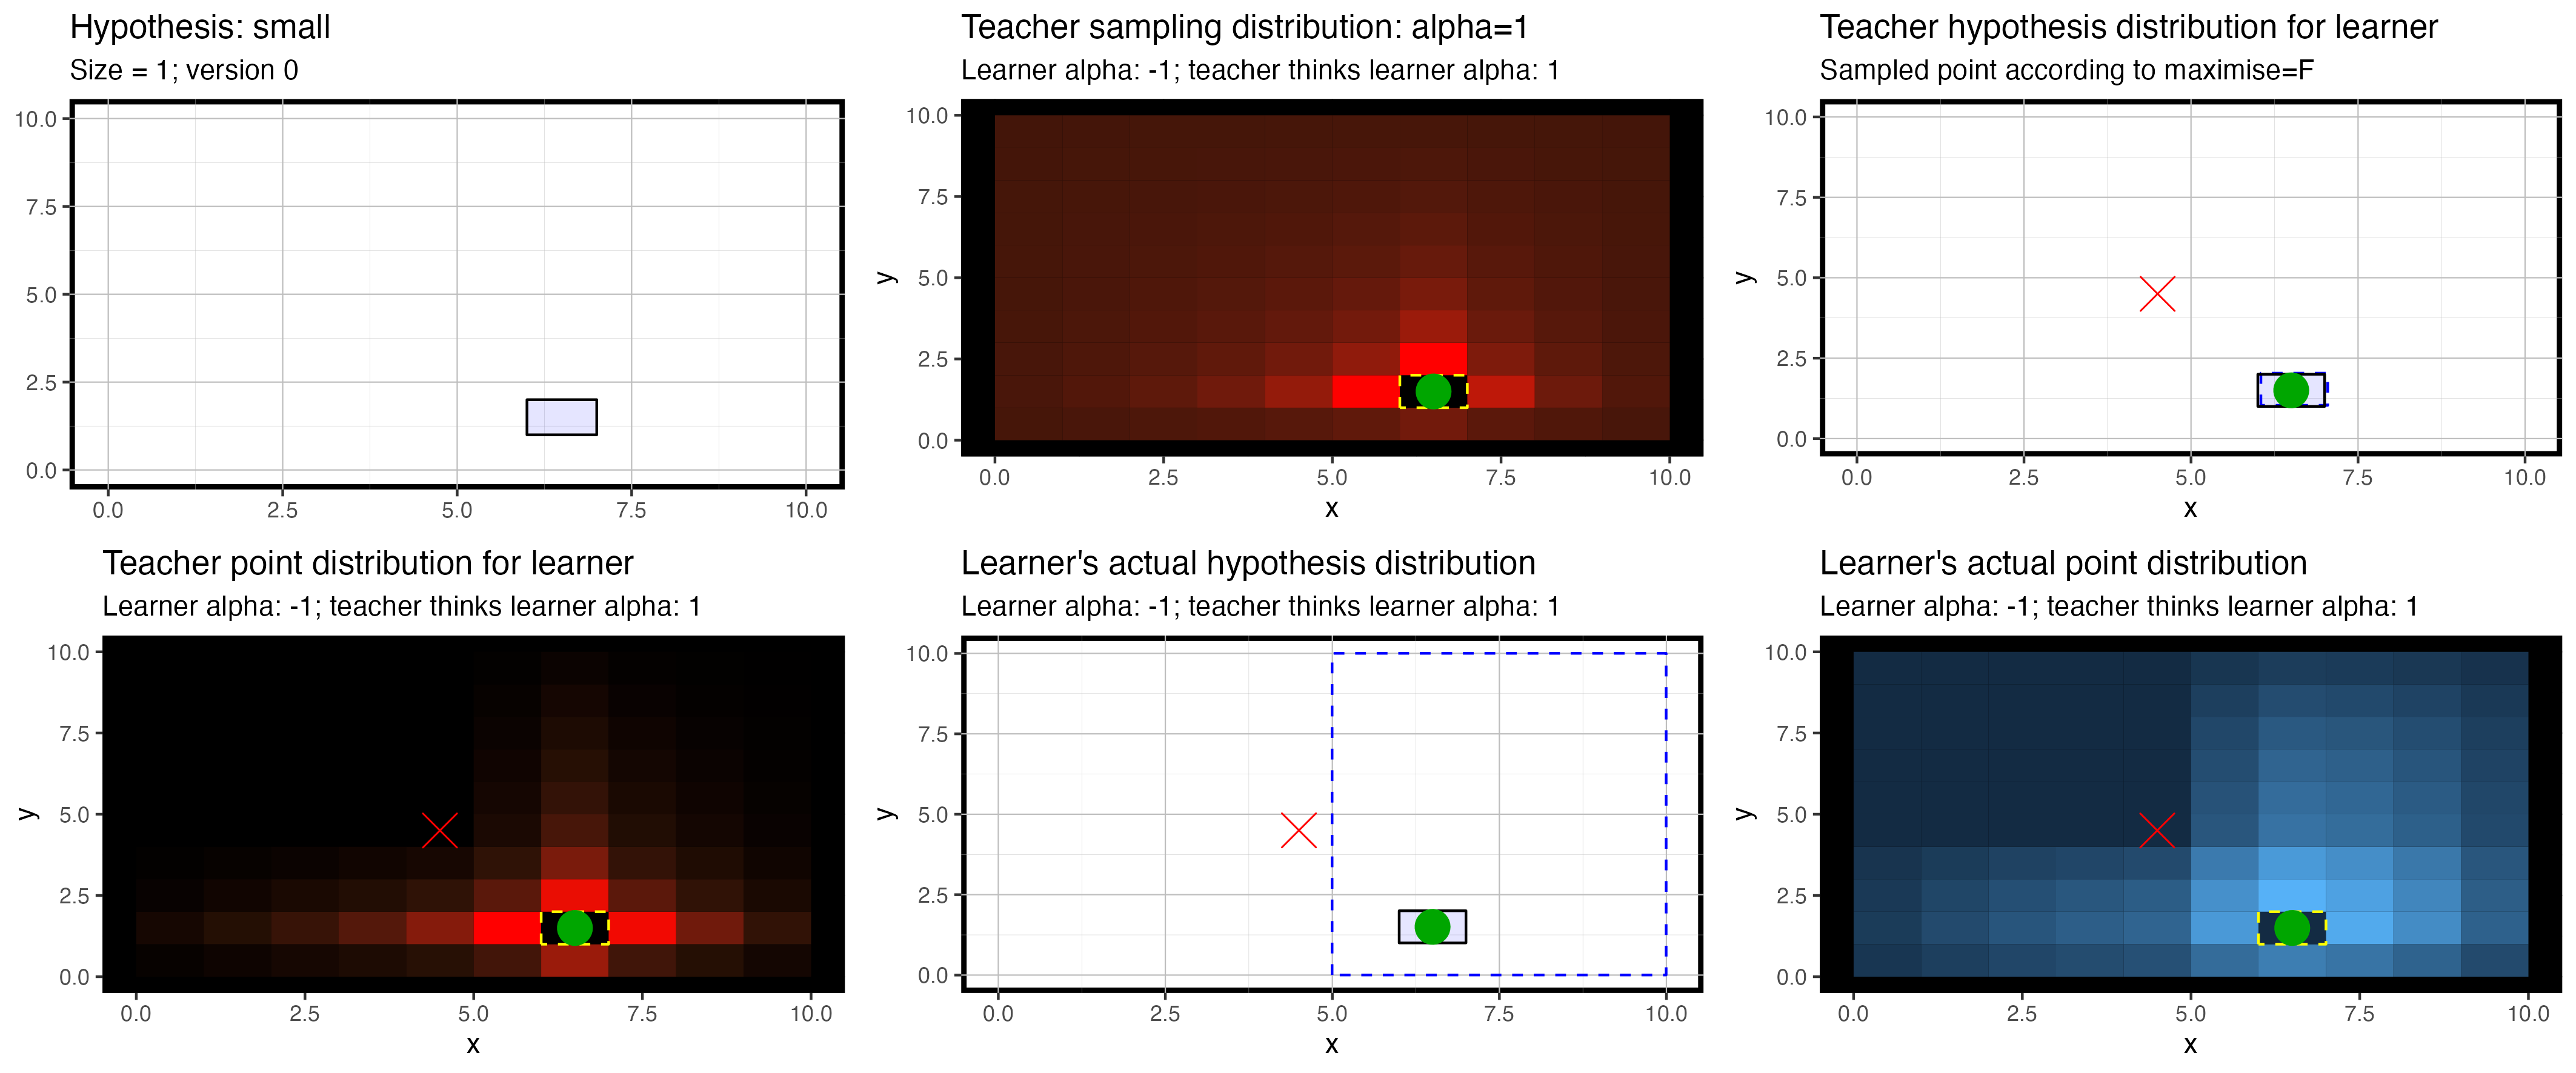 Hypothesis: small
Size = 1; version 0
10.0
7.5
5.0
2.5
0.0
0.0 2.5 5.0 7.5 10.0
Teacher sampling distribution: alpha=1
Learner alpha: -1; teacher thinks learner alpha: 1
y
10.0
7.5
5.0
2.5
0.0
0.0 2.5 5.0 7.5 10.0
x
Teacher hypothesis distribution for learner
Sampled point according to maximise=F
y
10.0
7.5
5.0
2.5
0.0
0.0 2.5 5.0 7.5 10.0
x
Teacher point distribution for learner
Learner alpha: -1; teacher thinks learner alpha: 1
y
10.0
7.5
5.0
2.5
0.0
0.0 2.5 5.0 7.5 10.0
x
Learner's actual hypothesis distribution
Learner alpha: -1; teacher thinks learner alpha: 1
y
10.0
7.5
5.0
2.5
0.0
0.0 2.5 5.0 7.5 10.0
x
Learner's actual point distribution
Learner alpha: -1; teacher thinks learner alpha: 1
y
10.0
7.5
5.0
2.5
0.0
0.0 2.5 5.0 7.5 10.0
x